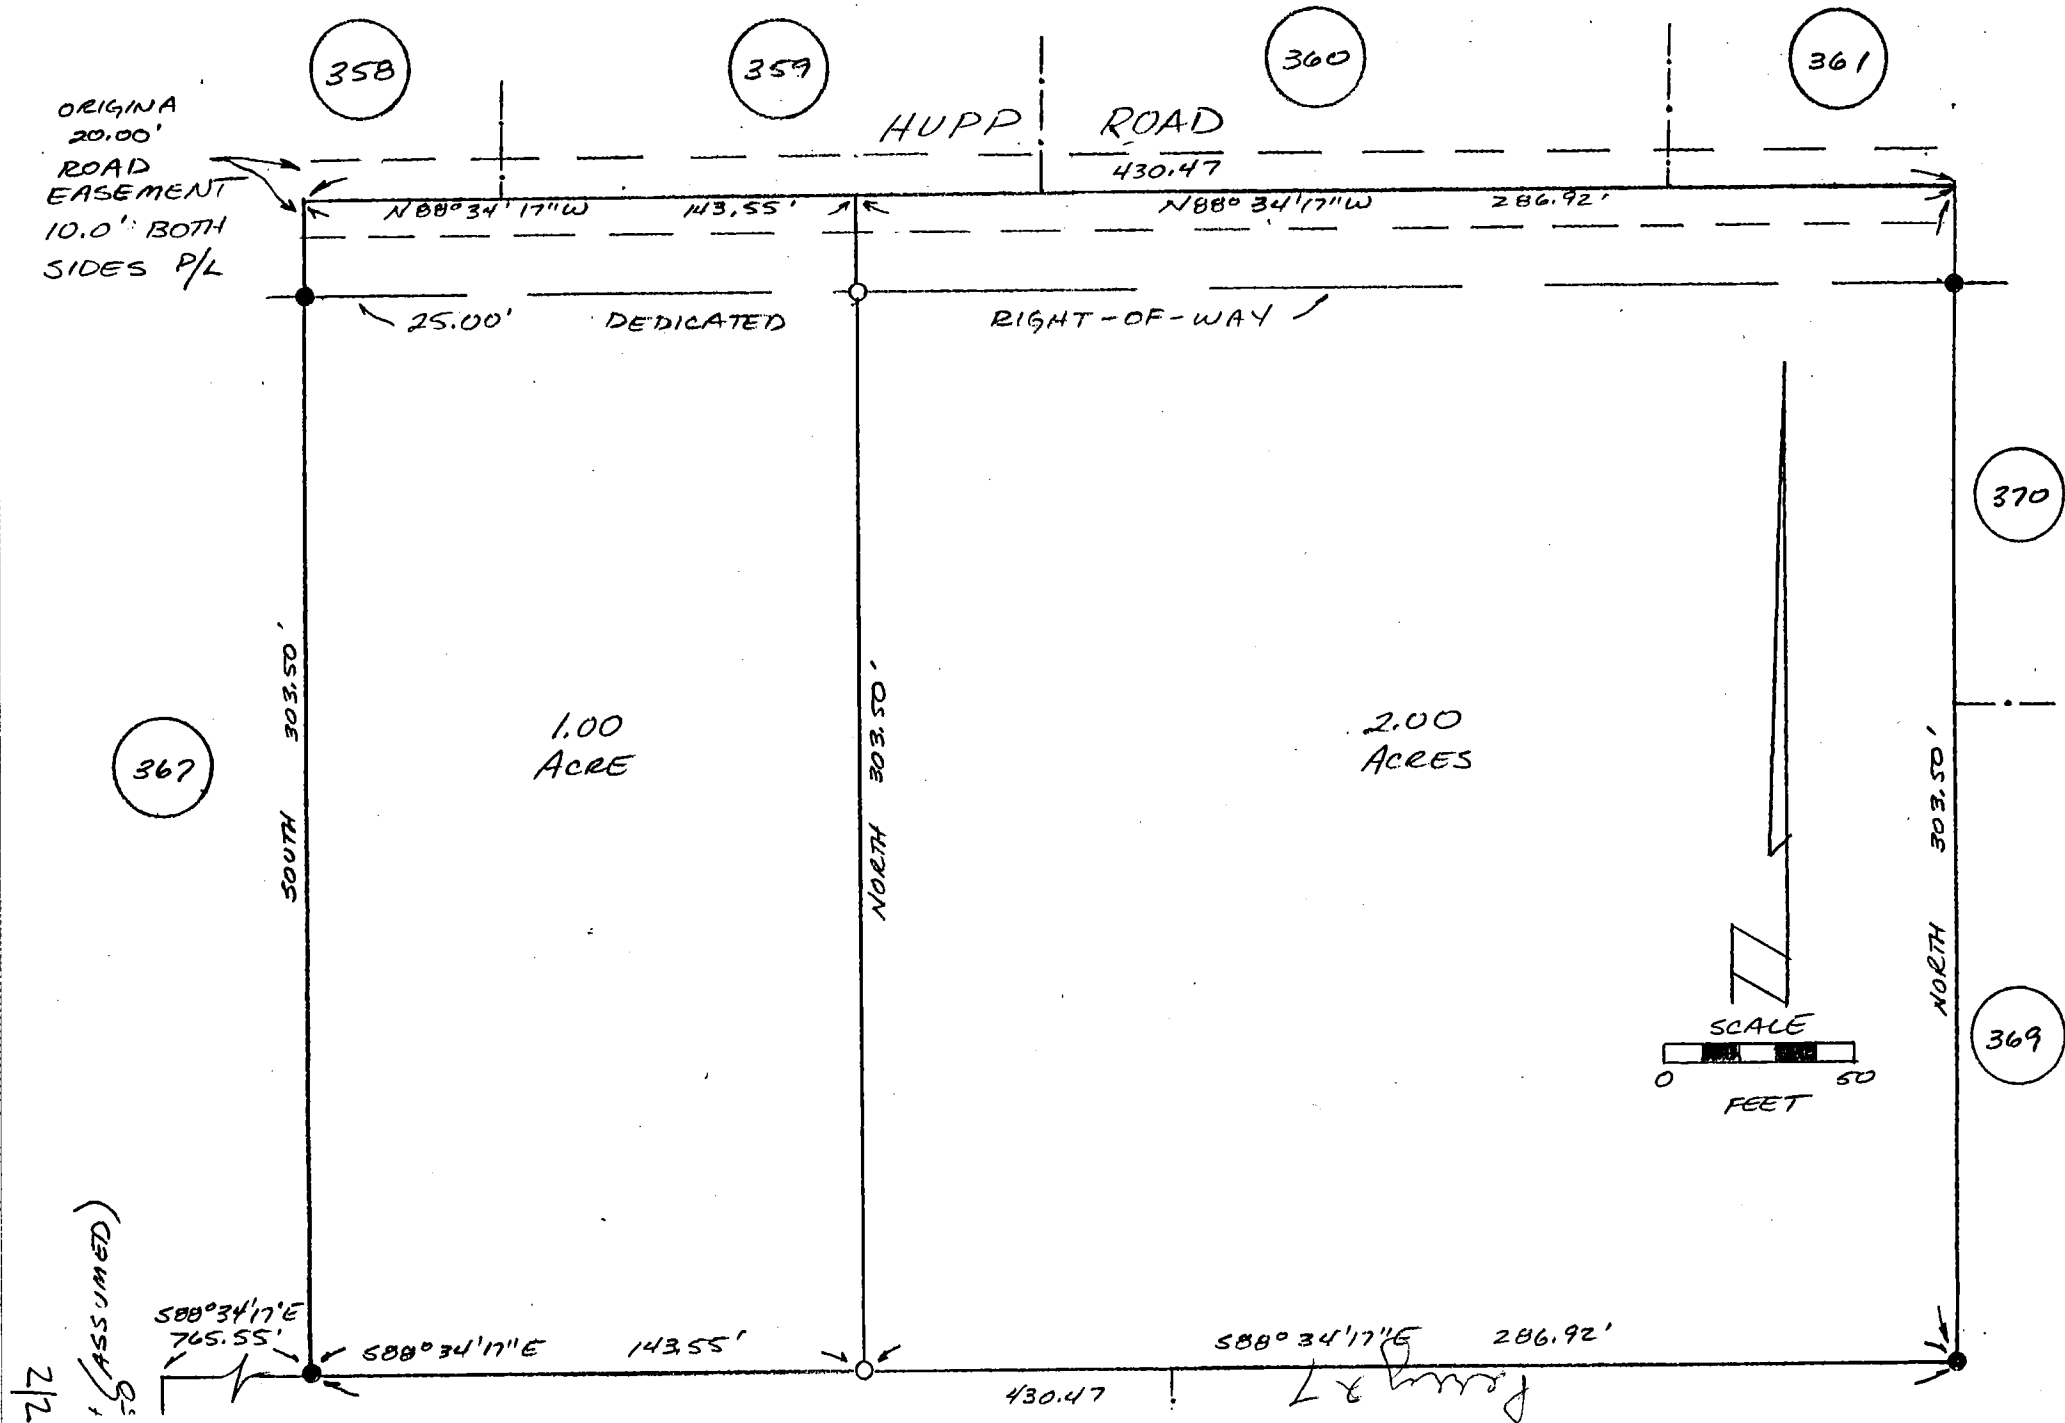 358
359
360
361
ORIGINA
20.00'
ROAD
EASEMENT
10.0' BOTH
SIDES P/L
HUPP ROAD
430.47
N88°34'17"W 143.55'
N88°34'17"W 286.92'
25.00' DEDICATED RIGHT-OF-WAY
370
SOUTH 303.50'
367
1.00
ACRE
NORTH 303.50'
2.00
ACRES
NORTH 303.50'
369
SCALE
0 50
FEET
(ASSUMED)
S88°34'17"E
765.55'
S88°34'17"E 143.55'
S88°34'17"E 286.92'
430.47
Perry 27